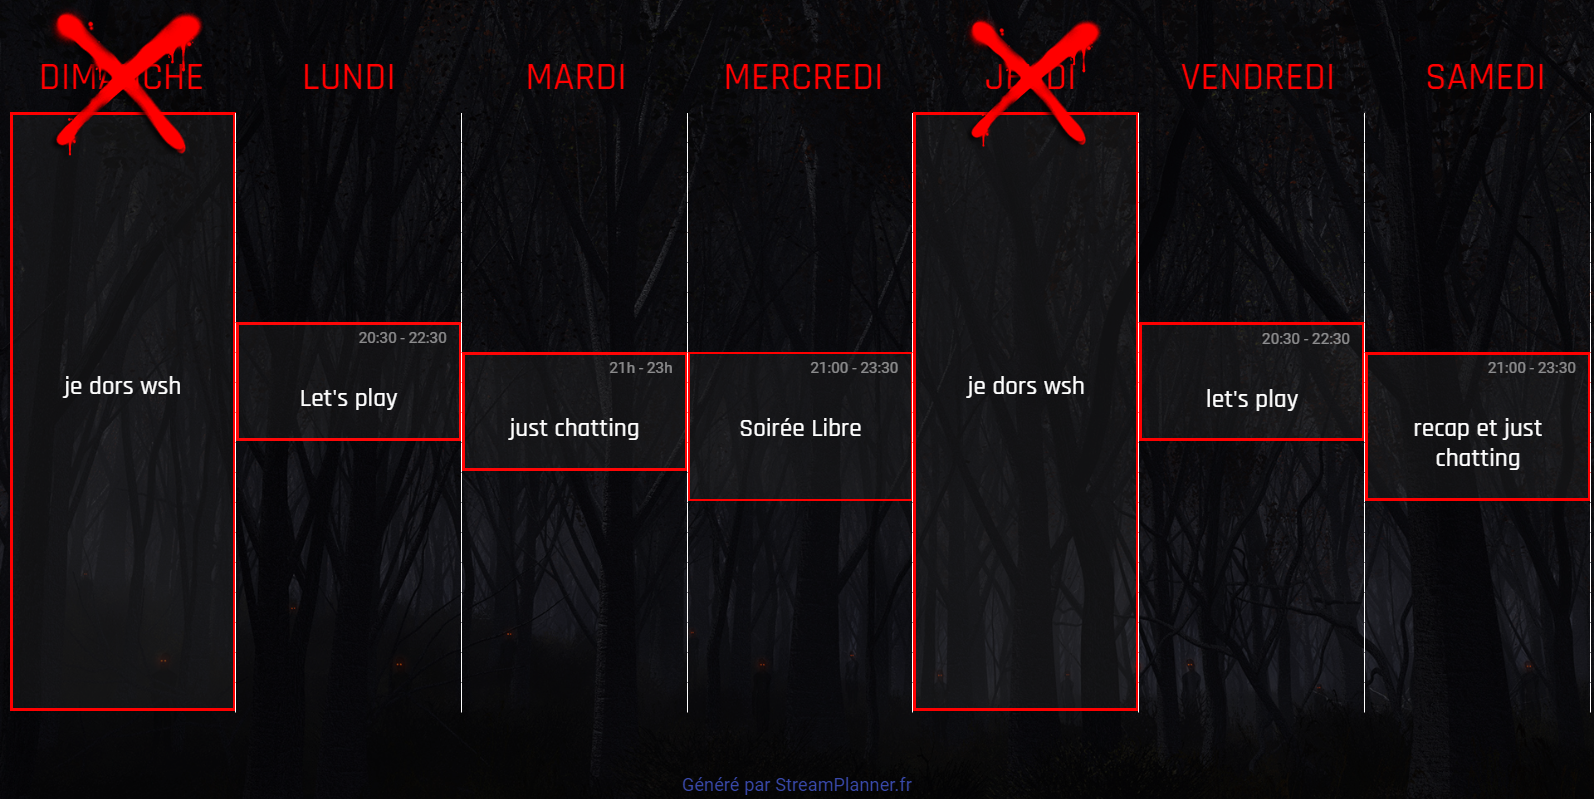 LUNDI
MARDI
MERCREDI
VENDREDI
SAMEDI
je dors wsh
20:30 - 22:30
Let's play
21h - 23h
just chatting
21:00 - 23:30
Soirée Libre
je dors wsh
20:30 - 22:30
let's play
21:00 - 23:30
recap et just
chatting
Généré par StreamPlanner.fr